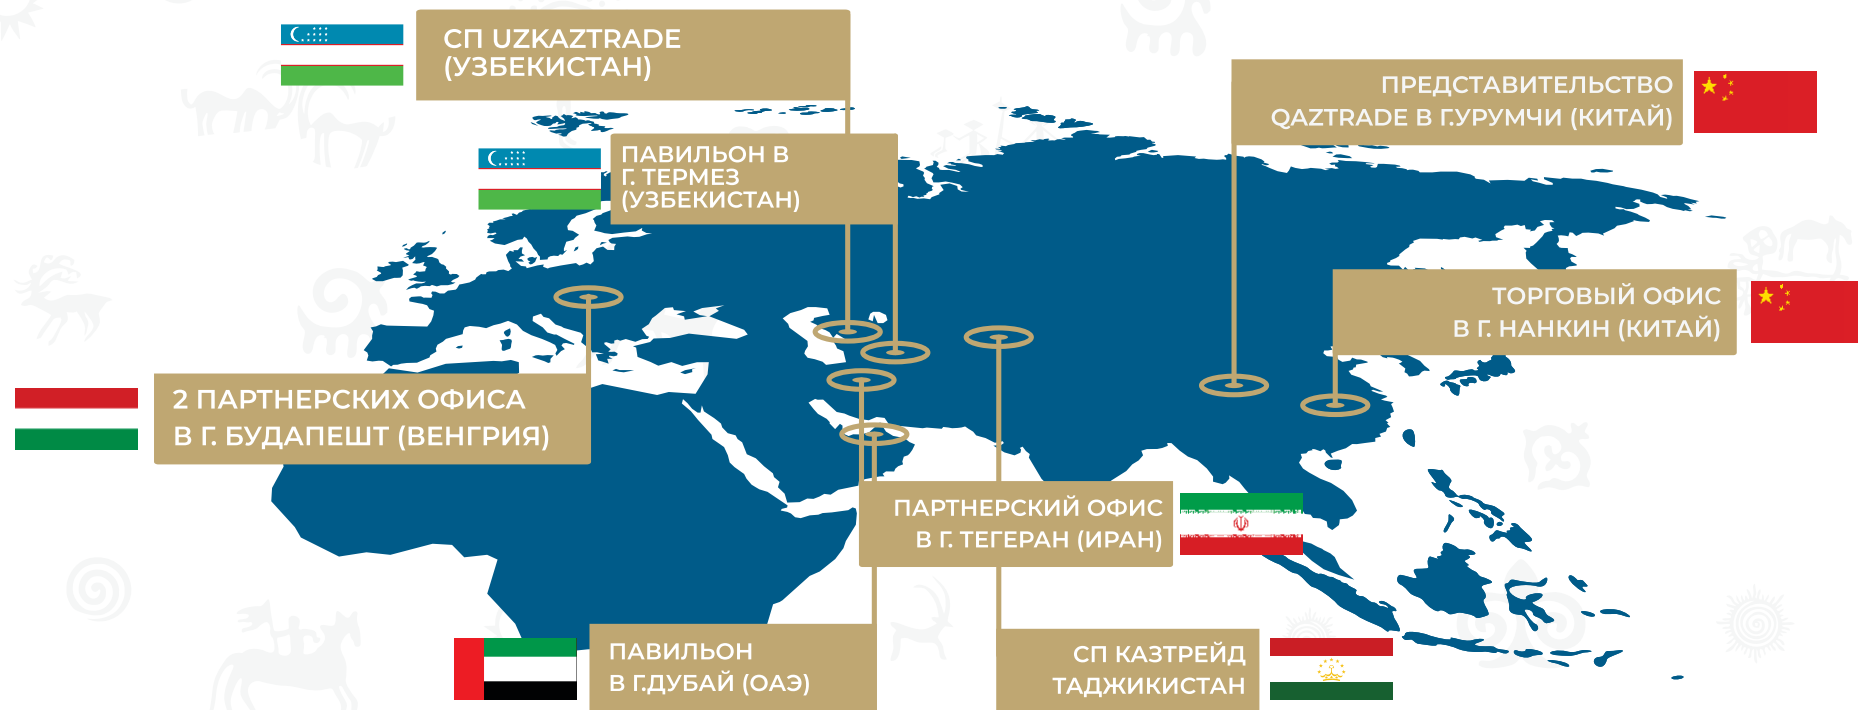 СП UZKAZTRADE
(УЗБЕКИСТАН)
ПРЕДСТАВИТЕЛЬСТВО
QAZTRADE В Г.УРУМЧИ (КИТАЙ)
ПАВИЛЬОН В
Г. ТЕРМЕЗ
(УЗБЕКИСТАН)
ТОРГОВЫЙ ОФИС
В Г. НАНКИН (КИТАЙ)
2 ПАРТНЕРСКИХ ОФИСА
В Г. БУДАПЕШТ (ВЕНГРИЯ)
ПАРТНЕРСКИЙ ОФИС
В Г. ТЕГЕРАН (ИРАН)
ПАВИЛЬОН
В Г.ДУБАЙ (ОАЭ)
СП КАЗТРЕЙД
ТАДЖИКИСТАН